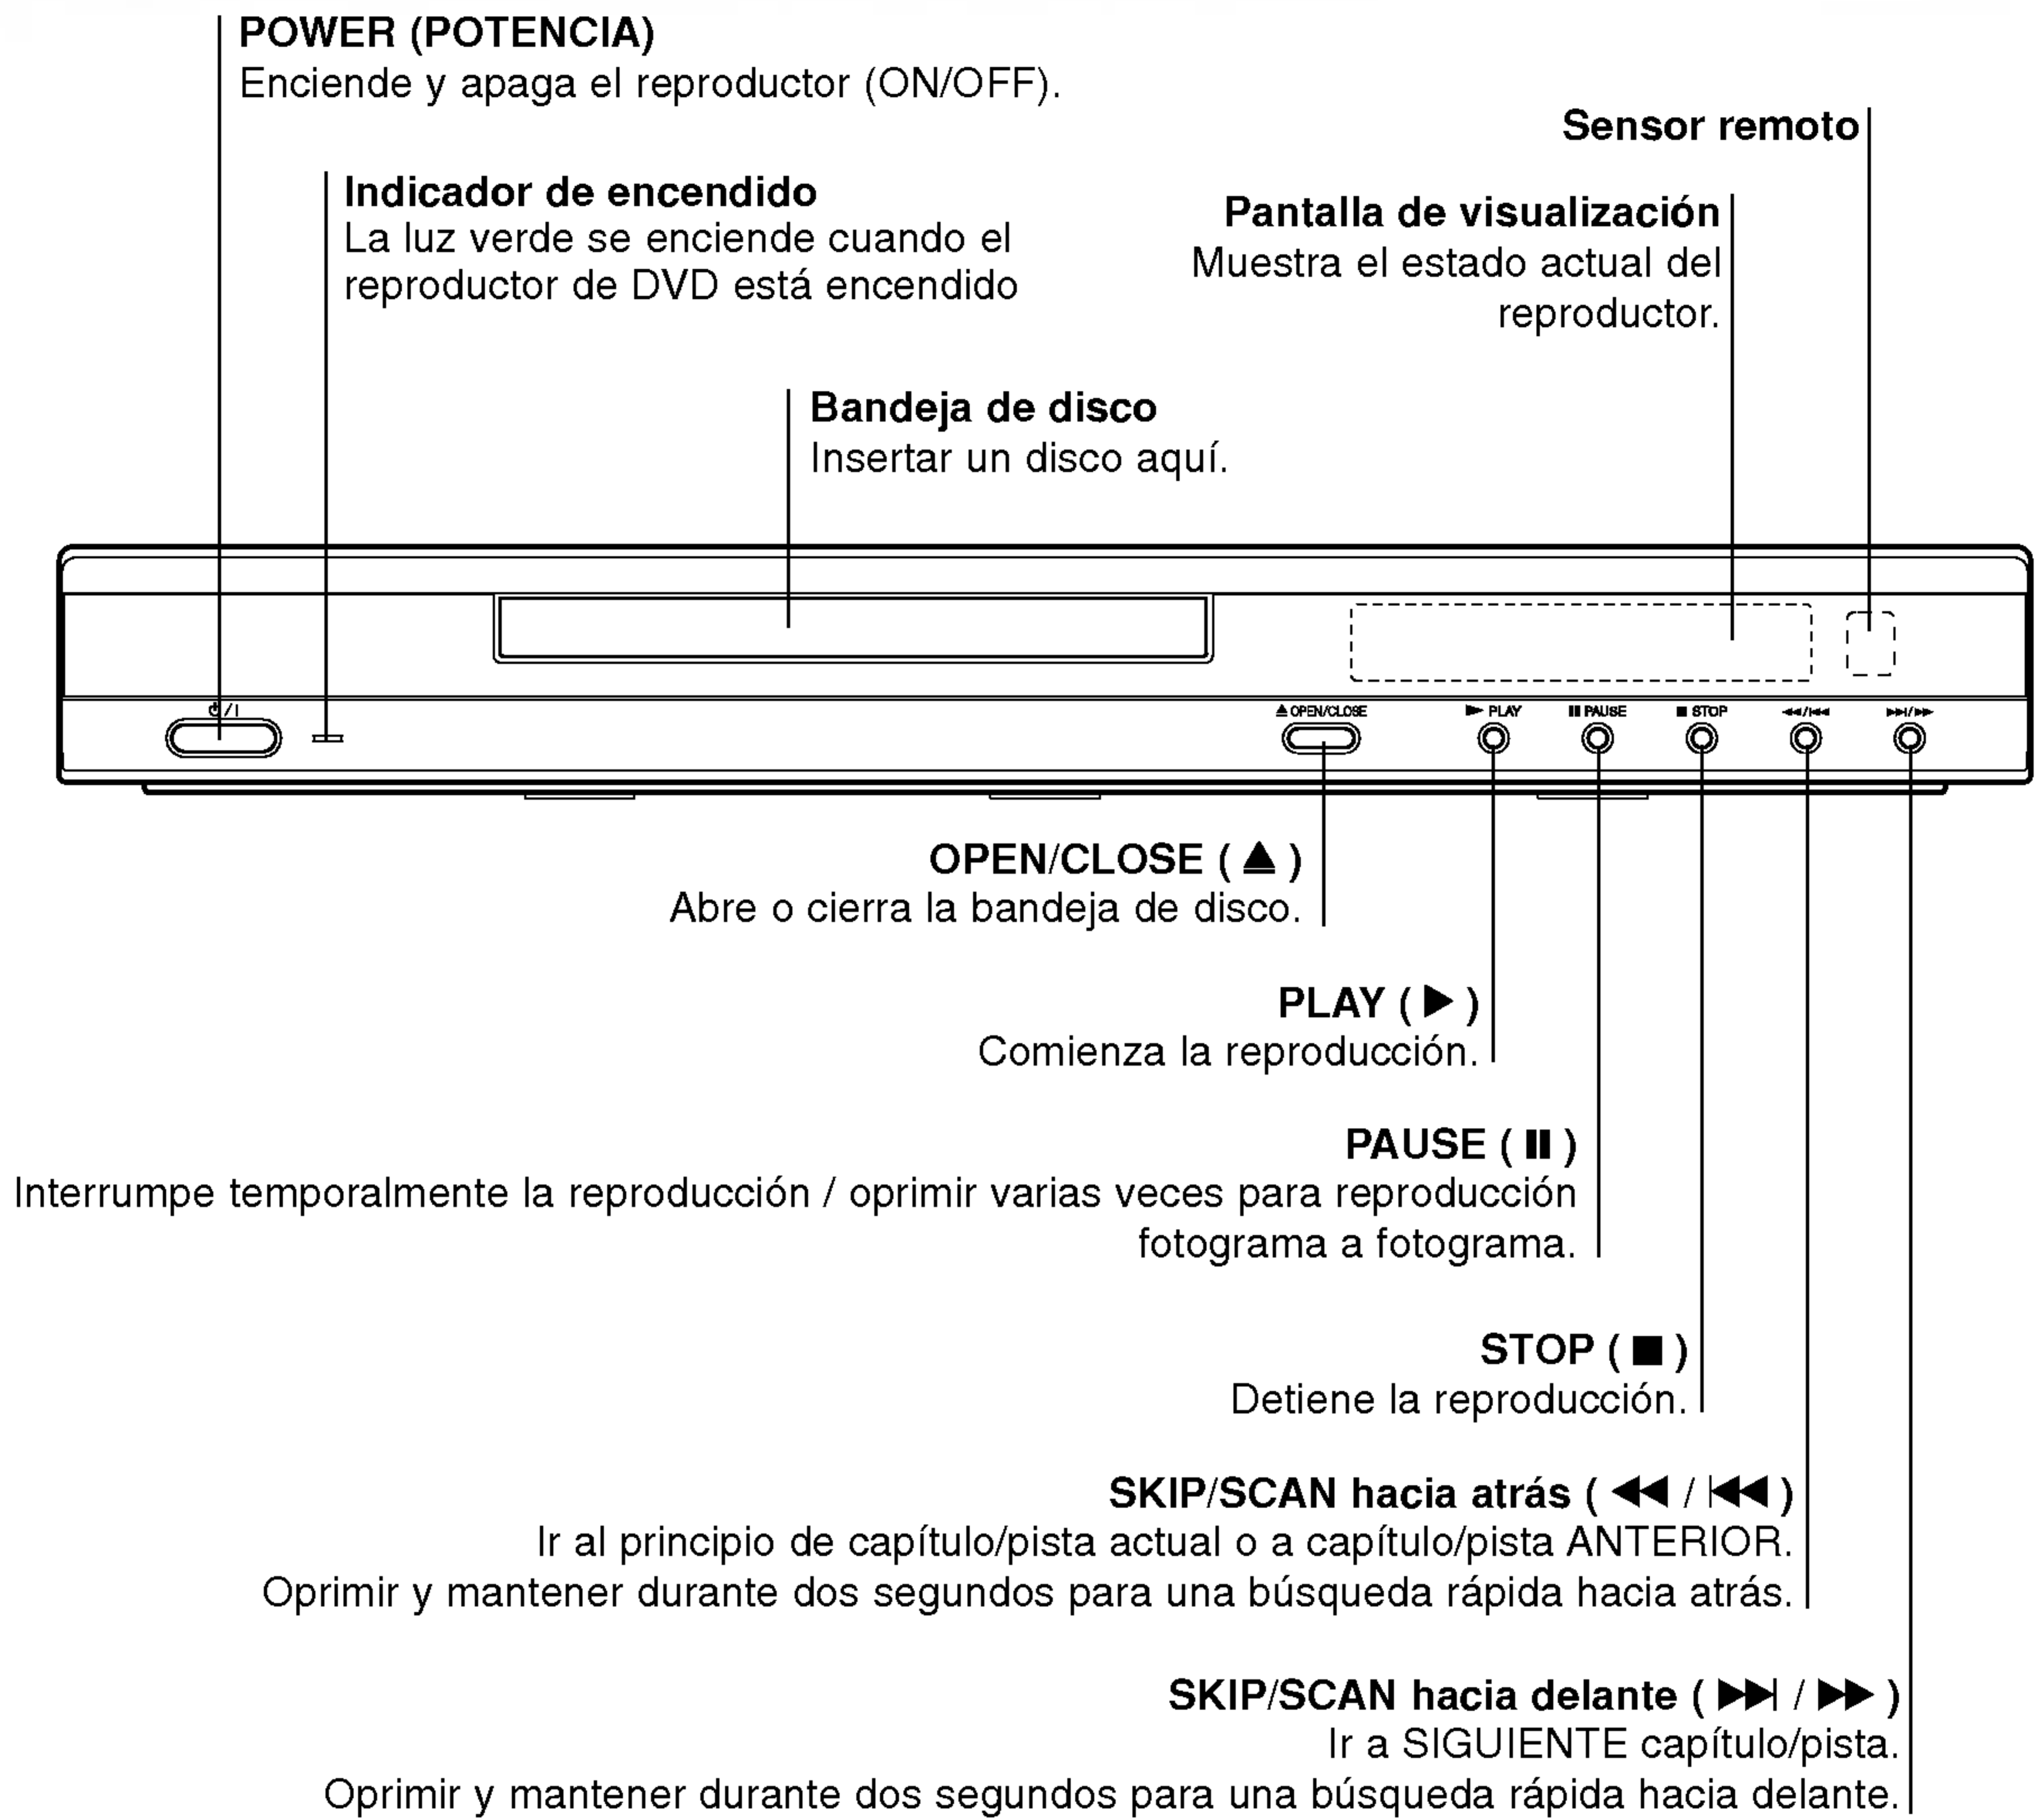 POWER (POTENCIA)
Enciende y apaga el reproductor (ON/OFF).
Sensor remoto
Indicador de encendido
La luz verde se enciende cuando el
reproductor de DVD está encendido
Pantalla de visualización
Muestra el estado actual del
reproductor.
Bandeja de disco
Insertar un disco aquí.
⏻/I
▲ OPEN/CLOSE
► PLAY
II PAUSE
■ STOP
◄◄/I◄◄
►►I/►►
OPEN/CLOSE ( ▲ )
Abre o cierra la bandeja de disco.
PLAY ( ► )
Comienza la reproducción.
PAUSE ( II )
Interrumpe temporalmente la reproducción / oprimir varias veces para reproducción
fotograma a fotograma.
STOP ( ■ )
Detiene la reproducción.
SKIP/SCAN hacia atrás ( ◄◄ / I◄◄ )
Ir al principio de capítulo/pista actual o a capítulo/pista ANTERIOR.
Oprimir y mantener durante dos segundos para una búsqueda rápida hacia atrás.
SKIP/SCAN hacia delante ( ►►I / ►► )
Ir a SIGUIENTE capítulo/pista.
Oprimir y mantener durante dos segundos para una búsqueda rápida hacia delante.